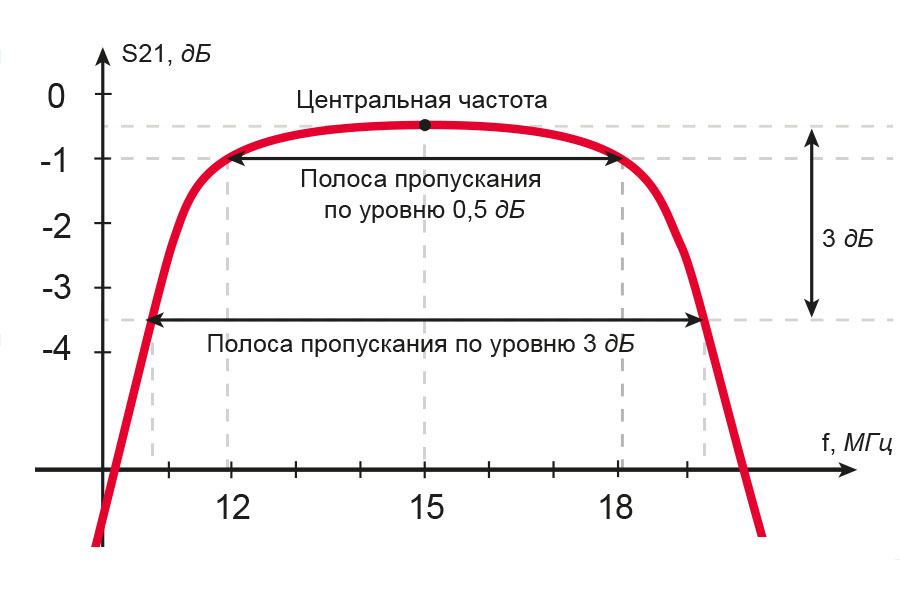 S21, дБ
0
Центральная частота
-1
Полоса пропускания
по уровню 0,5 дБ
-2
3 дБ
-3
Полоса пропускания по уровню 3 дБ
-4
f, МГц
12
15
18